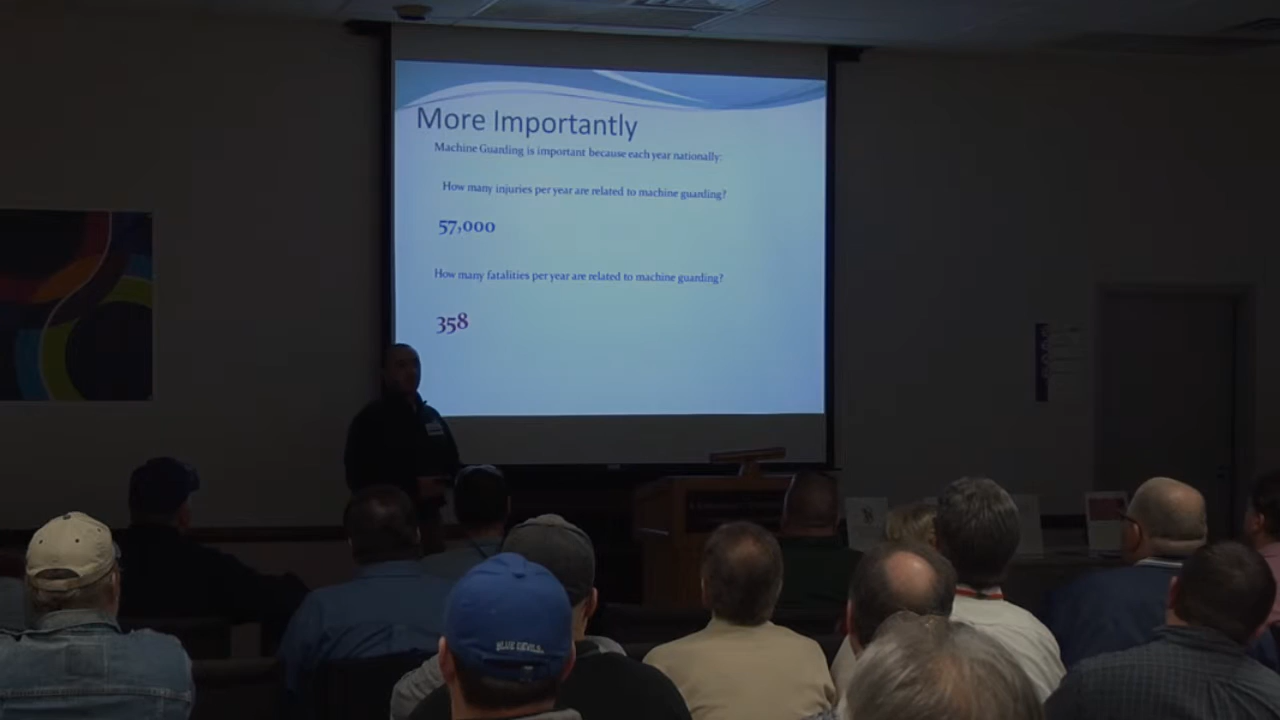 More Importantly
Machine Guarding is important because each year nationally:
How many injuries per year are related to machine guarding?
57,000
How many fatalities per year are related to machine guarding?
358
BLUE DEVILS